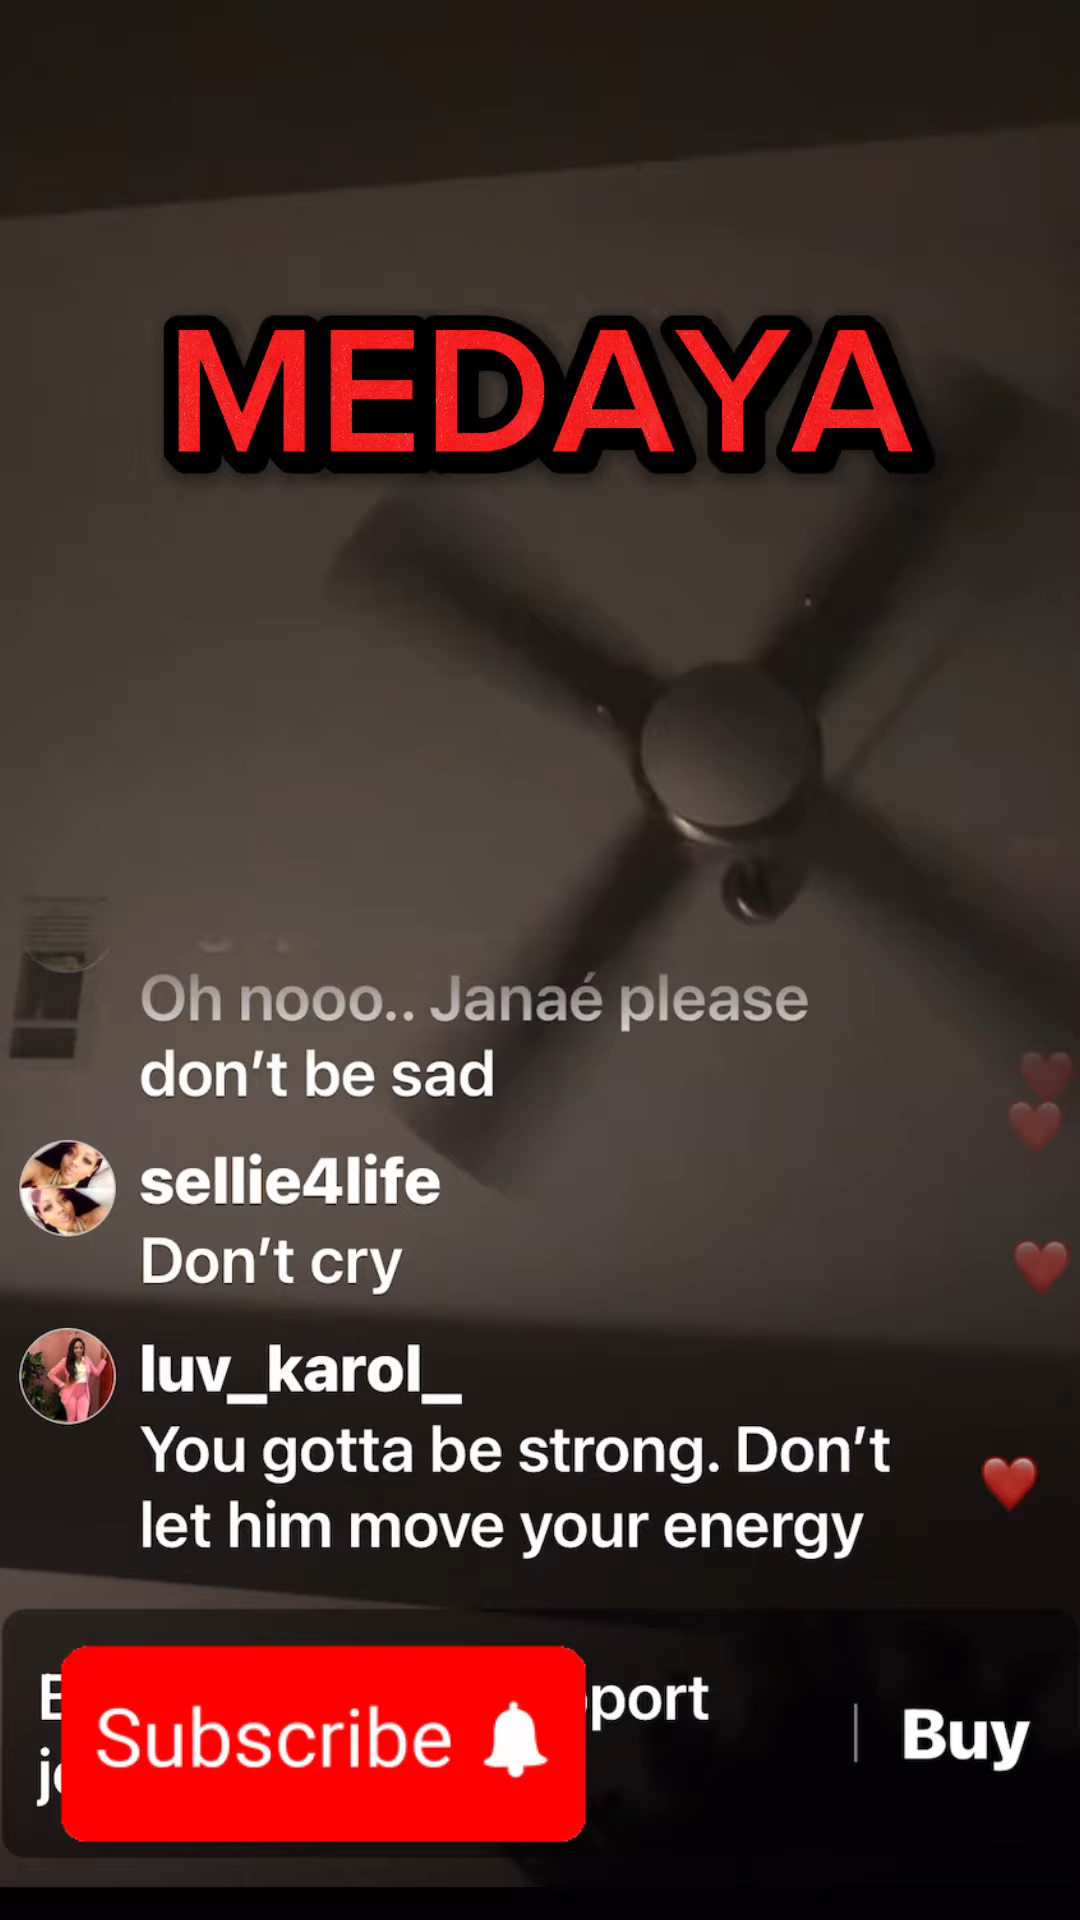 MEDAYA
Oh nooo.. Janaé please
don’t be sad
sellie4life
Don’t cry
luv_karol_
You gotta be strong. Don’t
let him move your energy
Subscribe
Buy